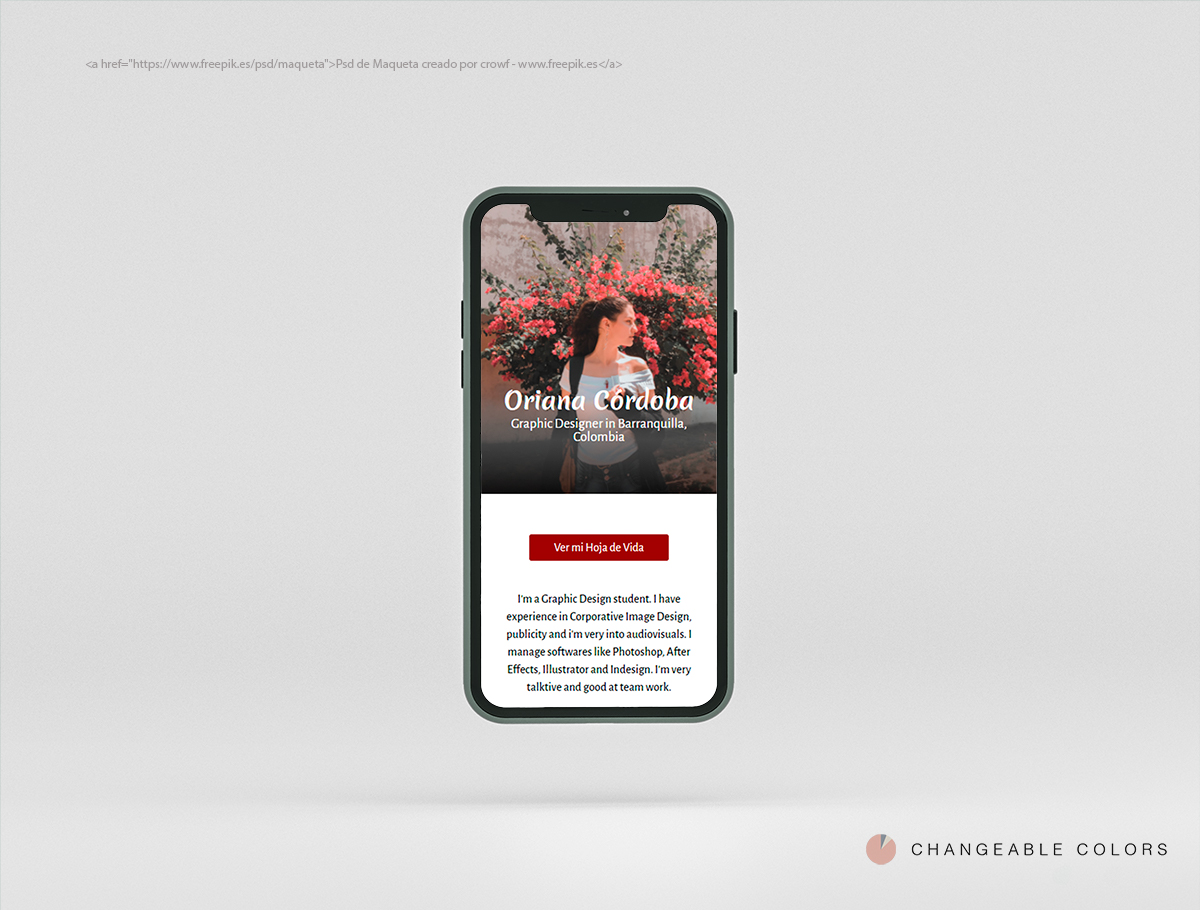 <a href="https://www.freepik.es/psd/maqueta">Psd de Maqueta creado por crowf - www.freepik.es</a>
Oriana Córdoba
Graphic Designer in Barranquilla,
Colombia
Ver mi Hoja de Vida
I'm a Graphic Design student. I have
experience in Corporative Image Design,
publicity and i'm very into audiovisuals. I
manage softwares like Photoshop, After
Effects, Illustrator and Indesign. I'm very
talktive and good at team work.
CHANGEABLE COLORS